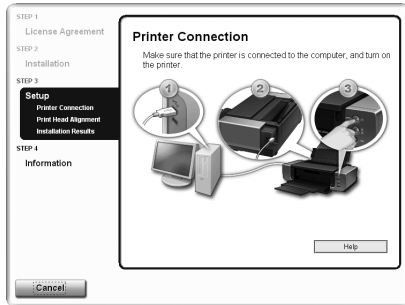 STEP 1
License Agreement
STEP 2
Installation
STEP 3
Setup
Printer Connection
Print Head Alignment
Installation Results
STEP 4
Information
Cancel
Printer Connection
Make sure that the printer is connected to the computer, and turn on
the printer.
1
2
3
Help